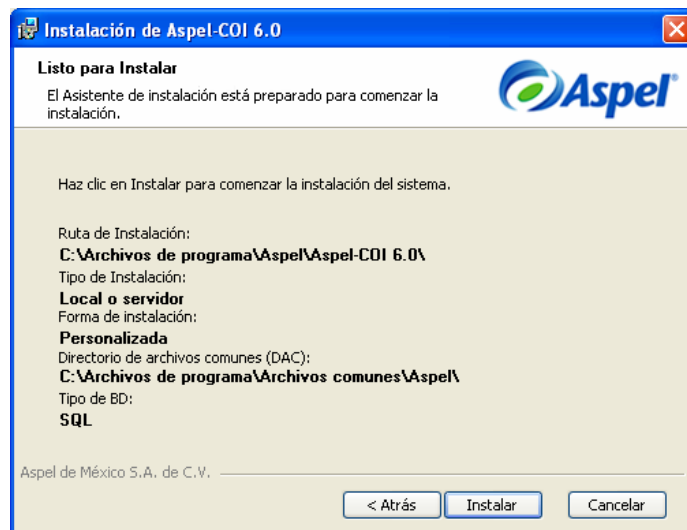 Instalación de Aspel-COI 6.0
Listo para Instalar
El Asistente de instalación está preparado para comenzar la
instalación.
Aspel®
Haz clic en Instalar para comenzar la instalación del sistema.
Ruta de Instalación:
C:\Archivos de programa\Aspel\Aspel-COI 6.0\
Tipo de Instalación:
Local o servidor
Forma de instalación:
Personalizada
Directorio de archivos comunes (DAC):
C:\Archivos de programa\Archivos comunes\Aspel\
Tipo de BD:
SQL
Aspel de México S.A. de C.V.
< Atrás
Instalar
Cancelar